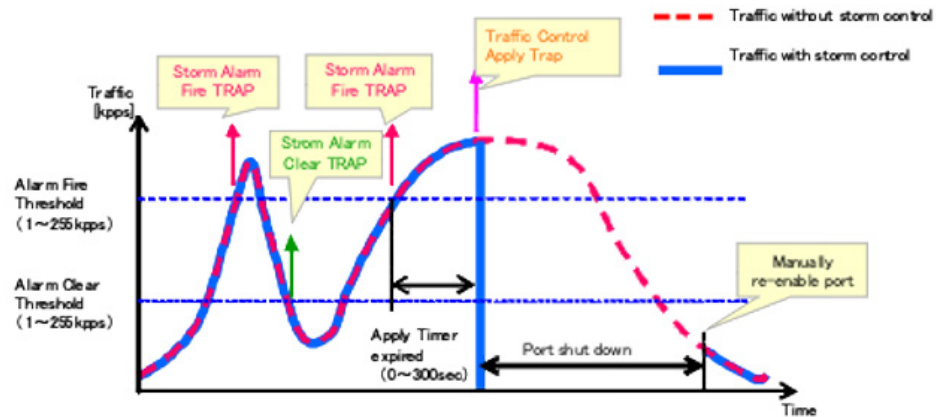 Traffic Control
Apply Trap
Traffic without storm control
Traffic with storm control
Storm Alarm
Fire TRAP
Storm Alarm
Fire TRAP
Traffic
[kpps]
Strom Alarm
Clear TRAP
Alarm Fire
Threshold
(1～255kpps)
Alarm Clear
Threshold
(1～255kpps)
Manually
re-enable port
Apply Timer
expired
(0～300sec)
Port shut down
Time